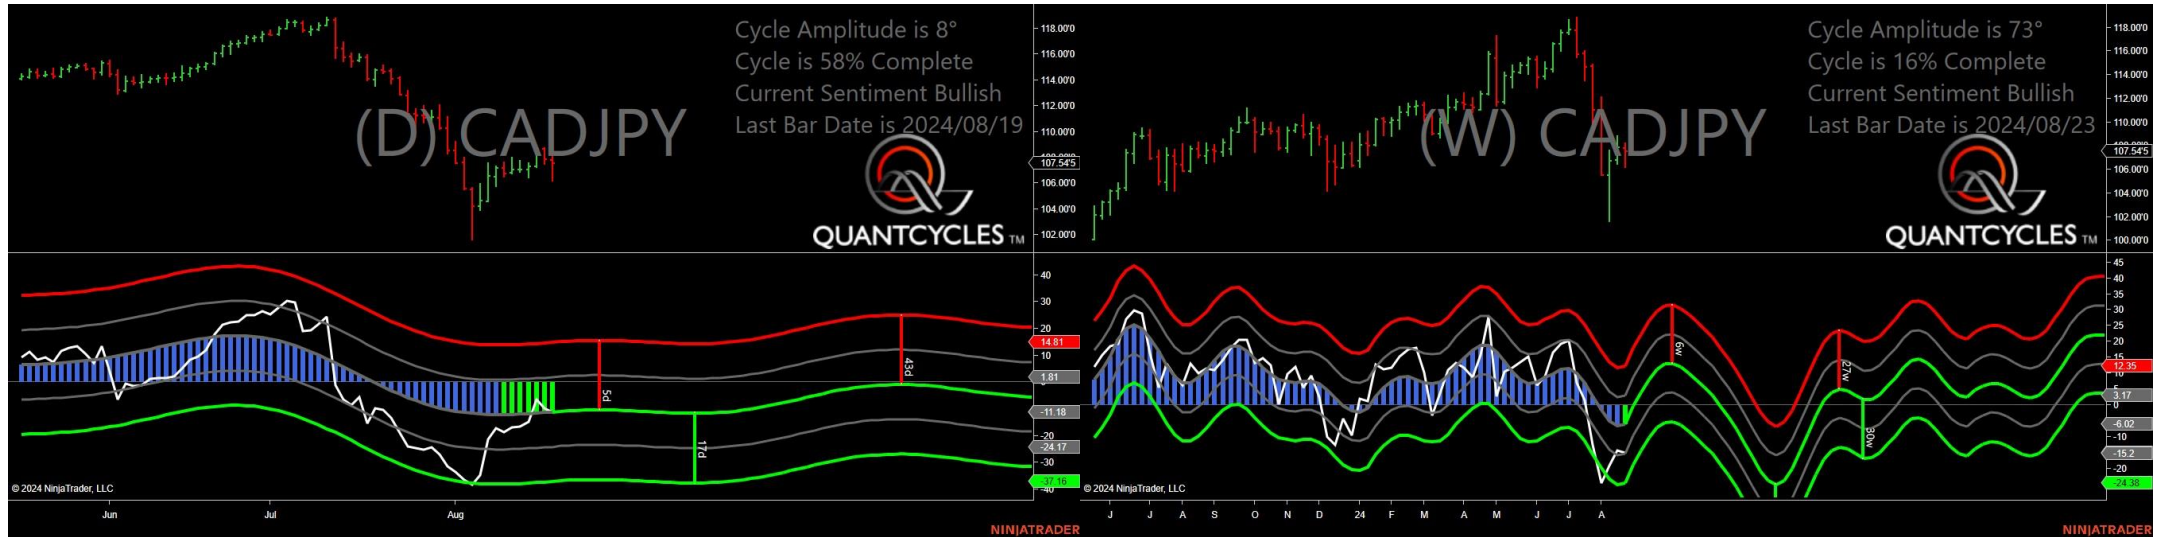 Cycle Amplitude is 8°
Cycle is 58% Complete
Current Sentiment Bullish
Last Bar Date is 2024/08/19
(D) CADJPY
QUANTCYCLES TM
118.00'0
116.00'0
114.00'0
112.00'0
110.00'0
107.54'5
106.00'0
104.00'0
102.00'0
40
30
20
14.81
10
1.81
-11.18
-20
-24.17
-30
-37.16
-40
5d
17d
43d
© 2024 NinjaTrader, LLC
Jun Jul Aug
NINJATRADER
Cycle Amplitude is 73°
Cycle is 16% Complete
Current Sentiment Bullish
Last Bar Date is 2024/08/23
(W) CADJPY
QUANTCYCLES TM
118.00'0
116.00'0
114.00'0
112.00'0
110.00'0
107.54'5
106.00'0
104.00'0
102.00'0
100.00'0
45
40
35
30
25
20
15
12.35
10
3.17
0
-6.02
-10
-15.2
-20
-24.38
6w
27w
© 2024 NinjaTrader, LLC
J J A S O N D 24 F M A M J J A
NINJATRADER